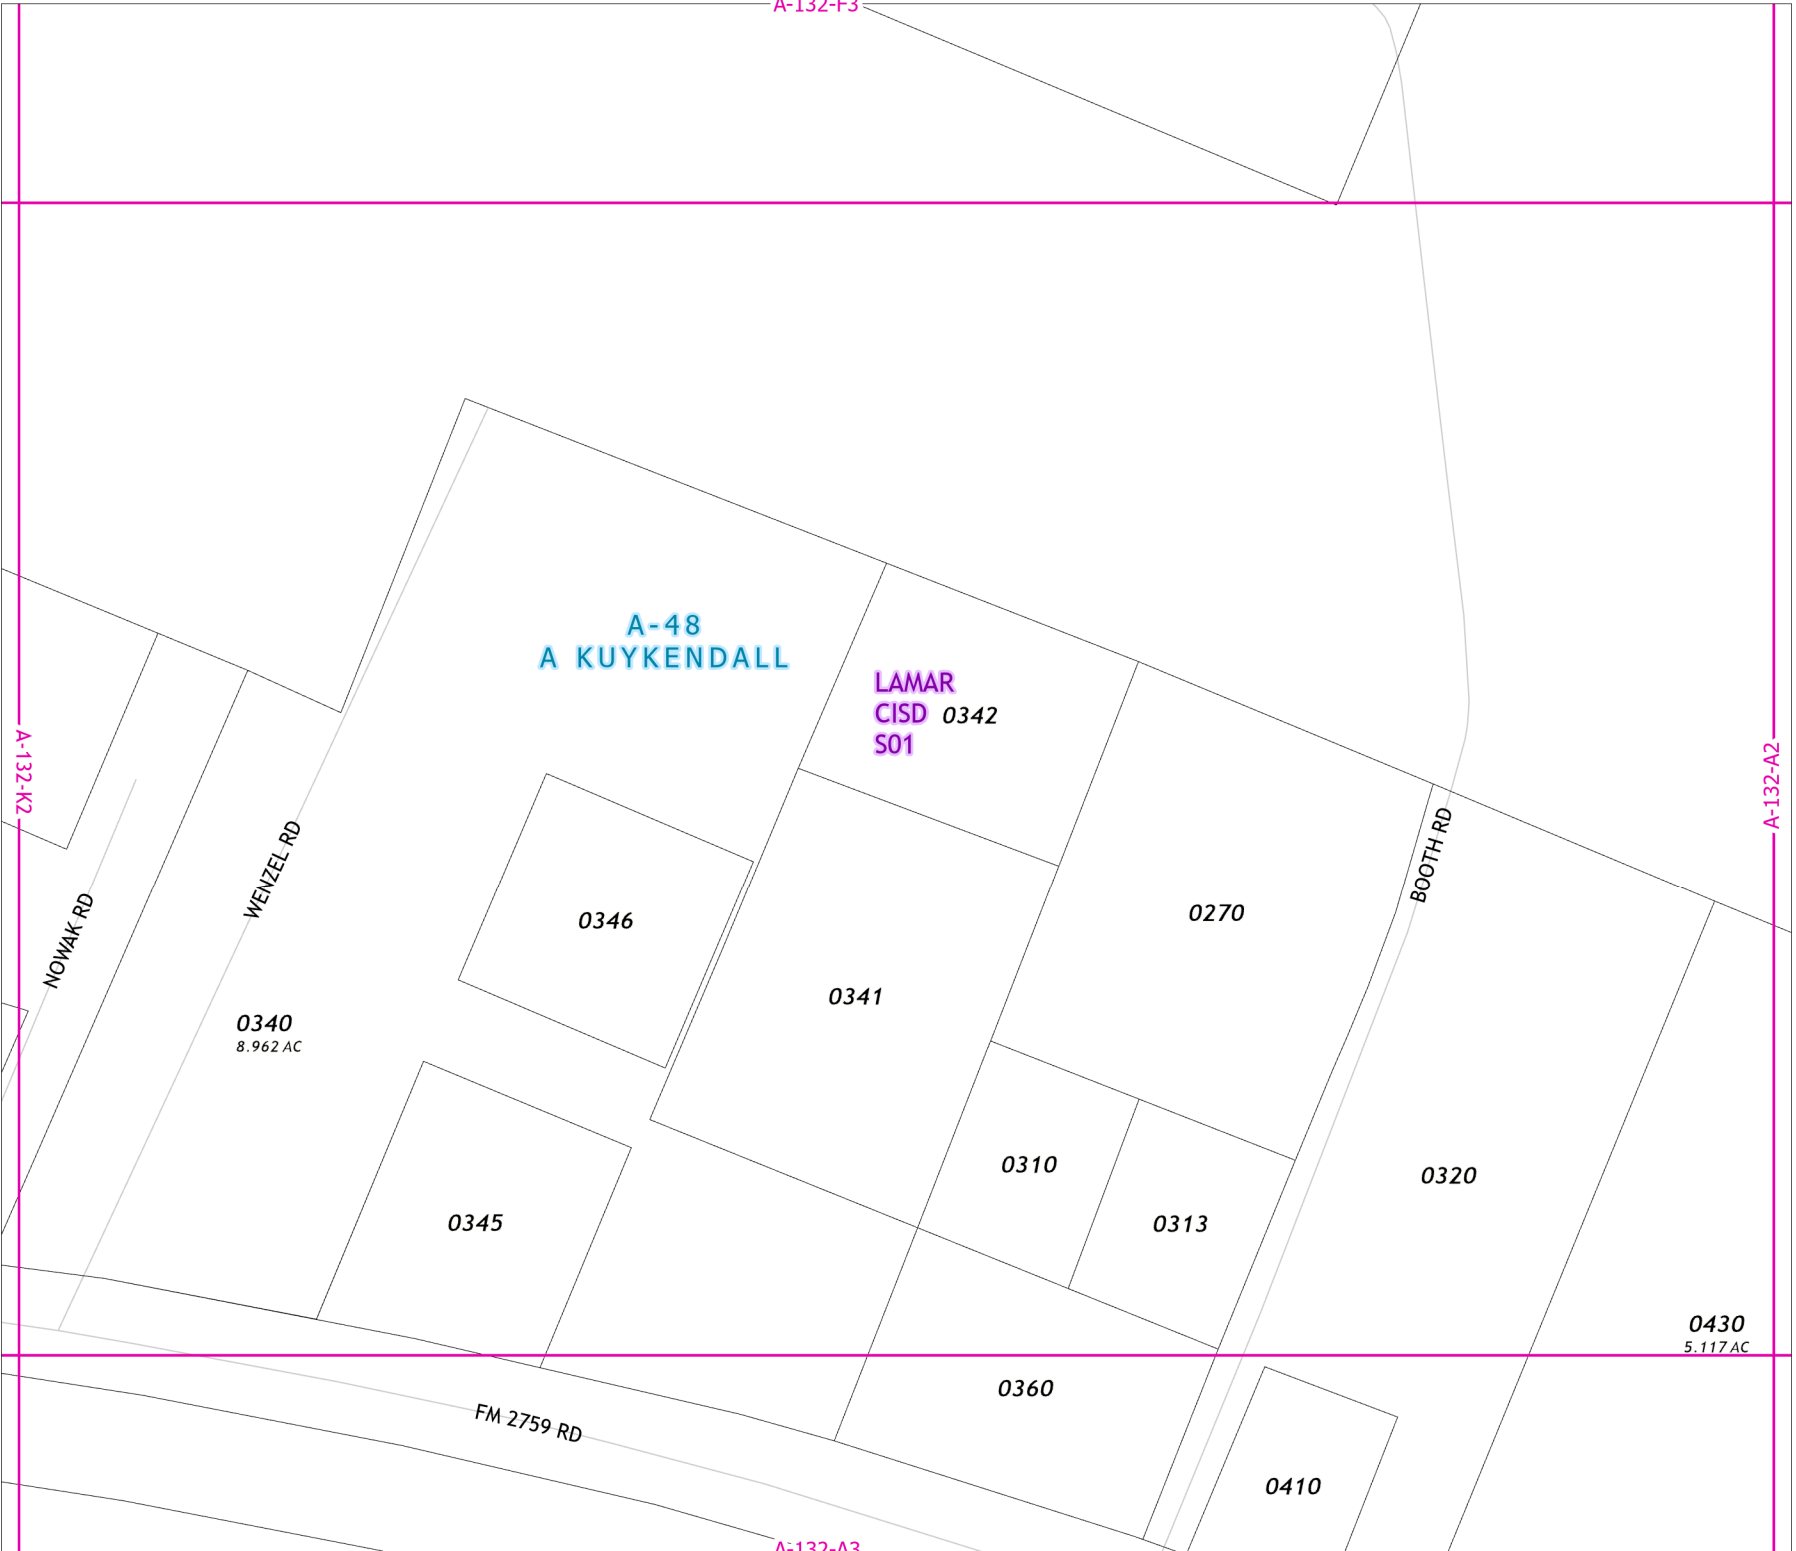 A-132-F3
A-48
A KUYKENDALL
LAMAR
CISD
S01
0342
A-132-K2
A-132-A2
WENZEL RD
BOOTH RD
NOWAK RD
0346
0270
0341
0340
8.962 AC
0310
0320
0345
0313
0430
5.117 AC
0360
FM 2759 RD
0410
A-132-A3